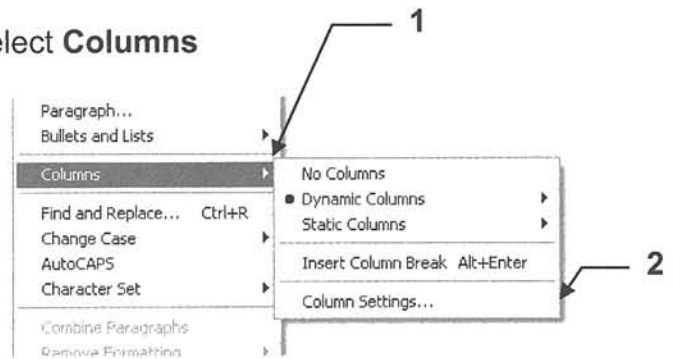 1
elect Columns
Paragraph...
Bullets and Lists
Columns
No Columns
Dynamic Columns
Static Columns
Find and Replace... Ctrl+R
Change Case
AutoCAPS
Insert Column Break Alt+Enter
Character Set
2
Column Settings...
Combine Paragraphs
Remove Formatting